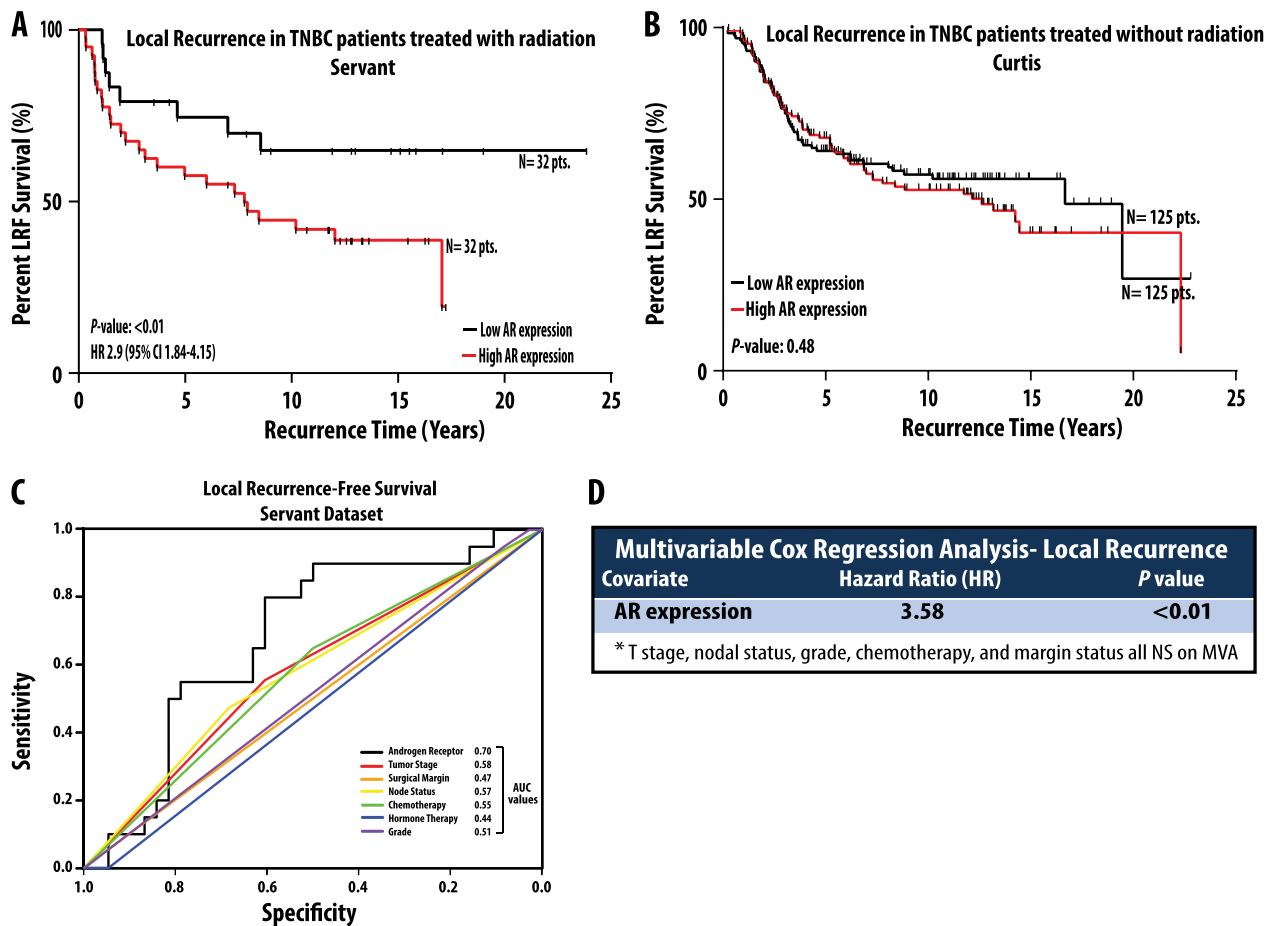 A
Local Recurrence in TNBC patients treated with radiation
Servant
Percent LRF Survival (%)
100
50
0
N= 32 pts.
N= 32 pts.
P-value: <0.01
HR 2.9 (95% CI 1.84-4.15)
Low AR expression
High AR expression
0 5 10 15 20 25
Recurrence Time (Years)
B
Local Recurrence in TNBC patients treated without radiation
Curtis
Percent LRF Survival (%)
100
50
0
N= 125 pts.
N= 125 pts.
Low AR expression
High AR expression
P-value: 0.48
0 5 10 15 20 25
Recurrence Time (Years)
C
Local Recurrence-Free Survival
Servant Dataset
Sensitivity
1.0
0.8
0.6
0.4
0.2
0.0
Androgen Receptor 0.70
Tumor Stage 0.58
Surgical Margin 0.47
Node Status 0.57
Chemotherapy 0.55
Hormone Therapy 0.44
Grade 0.51
AUC
values
1.0 0.8 0.6 0.4 0.2 0.0
Specificity
D
Multivariable Cox Regression Analysis- Local Recurrence
Covariate Hazard Ratio (HR) P value
AR expression 3.58 <0.01
* T stage, nodal status, grade, chemotherapy, and margin status all NS on MVA